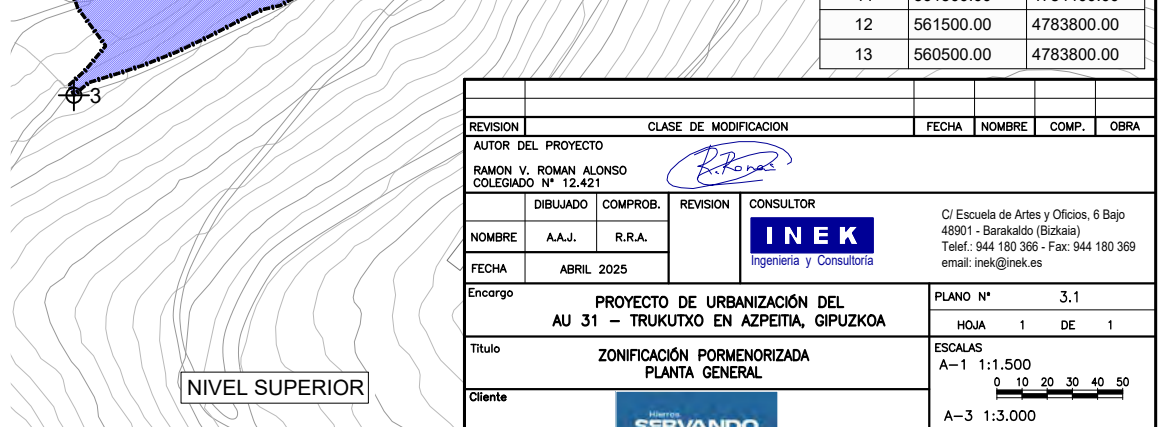 12 561500.00 4783800.00
13 560500.00 4783800.00
3
REVISION CLASE DE MODIFICACION FECHA NOMBRE COMP. OBRA
AUTOR DEL PROYECTO
RAMON V. ROMAN ALONSO
COLEGIADO Nº 12.421
R.Roman
DIBUJADO COMPROB. REVISION CONSULTOR
NOMBRE A.A.J. R.R.A.
FECHA ABRIL 2025
INEK
Ingenieria y Consultoría
C/ Escuela de Artes y Oficios, 6 Bajo
48901 - Barakaldo (Bizkaia)
Telef.: 944 180 366 - Fax: 944 180 369
email: inek@inek.es
Encargo
PROYECTO DE URBANIZACIÓN DEL
AU 31 – TRUKUTXO EN AZPEITIA, GIPUZKOA
PLANO Nº 3.1
HOJA 1 DE 1
Titulo
ZONIFICACIÓN PORMENORIZADA
PLANTA GENERAL
ESCALAS
A-1 1:1.500
0 10 20 30 40 50
A-3 1:3.000
NIVEL SUPERIOR
Cliente
Hierros
SERVANDO